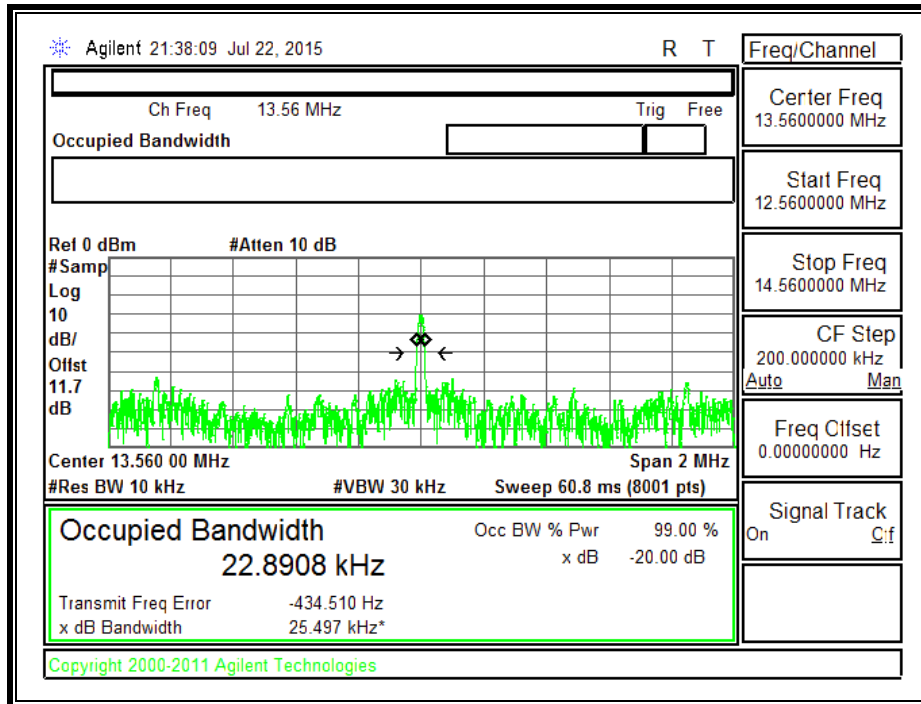 Agilent 21:38:09 Jul 22, 2015 R T
Freq/Channel
Ch Freq 13.56 MHz Trig Free
Occupied Bandwidth
Center Freq
13.5600000 MHz
Start Freq
12.5600000 MHz
Stop Freq
14.5600000 MHz
CF Step
200.000000 kHz
Auto Man
Freq Offset
0.00000000 Hz
Signal Track
On Off
Ref 0 dBm #Atten 10 dB
#Samp
Log
10
dB/
Offst
11.7
dB
Center 13.560 00 MHz Span 2 MHz
#Res BW 10 kHz #VBW 30 kHz Sweep 60.8 ms (8001 pts)
Occupied Bandwidth Occ BW % Pwr 99.00 %
22.8908 kHz x dB -20.00 dB
Transmit Freq Error -434.510 Hz
x dB Bandwidth 25.497 kHz*
Copyright 2000-2011 Agilent Technologies